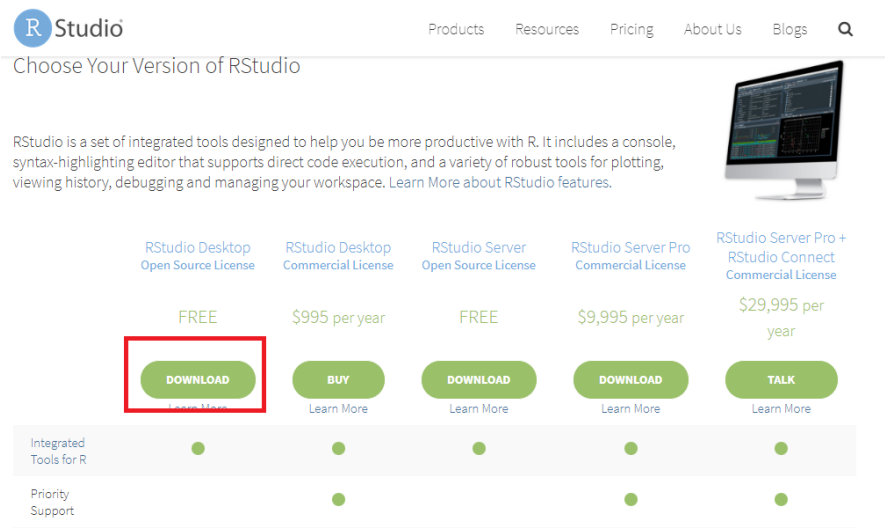 R Studio
Products Resources Pricing About Us Blogs
Choose Your Version of RStudio
RStudio is a set of integrated tools designed to help you be more productive with R. It includes a console,
syntax-highlighting editor that supports direct code execution, and a variety of robust tools for plotting,
viewing history, debugging and managing your workspace. Learn More about RStudio features.
RStudio Desktop
Open Source License
FREE
DOWNLOAD
Learn More
RStudio Desktop
Commercial License
$995 per year
BUY
Learn More
RStudio Server
Open Source License
FREE
DOWNLOAD
Learn More
RStudio Server Pro
Commercial License
$9,995 per year
DOWNLOAD
Learn More
RStudio Server Pro +
RStudio Connect
Commercial License
$29,995 per
year
TALK
Learn More
Integrated
Tools for R
Priority
Support